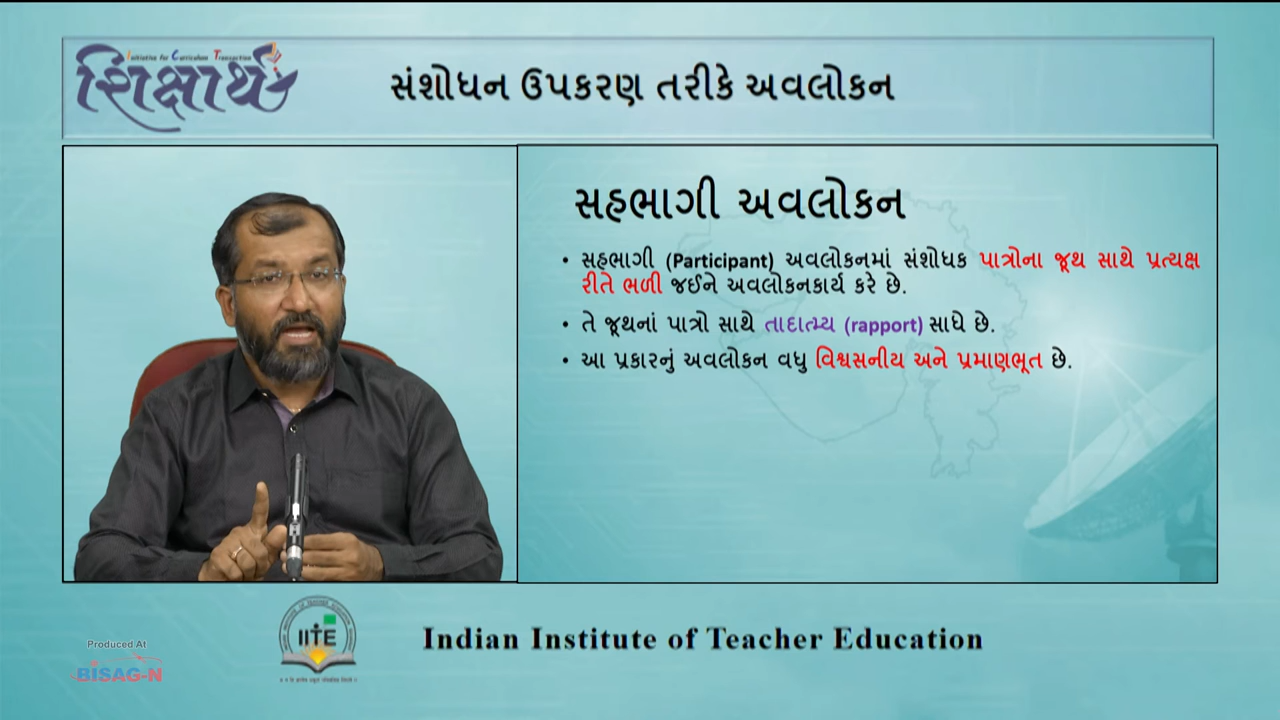 Initiative for Curriculum Transaction
શિક્ષાર્થ
સંશોધન ઉપકરણ તરીકે અવલોકન
સહભાગી અવલોકન
• સહભાગી (Participant) અવલોકનમાં સંશોધક પાત્રોના જૂથ સાથે પ્રત્યક્ષ
રીતે ભળી જઈને અવલોકનકાર્ય કરે છે.
• તે જૂથનાં પાત્રો સાથે તાદાત્મ્ય (rapport) સાધે છે.
• આ પ્રકારનું અવલોકન વધુ વિશ્વસનીય અને પ્રમાણભૂત છે.
Produced At
BISAG-N
IITE
Indian Institute of Teacher Education